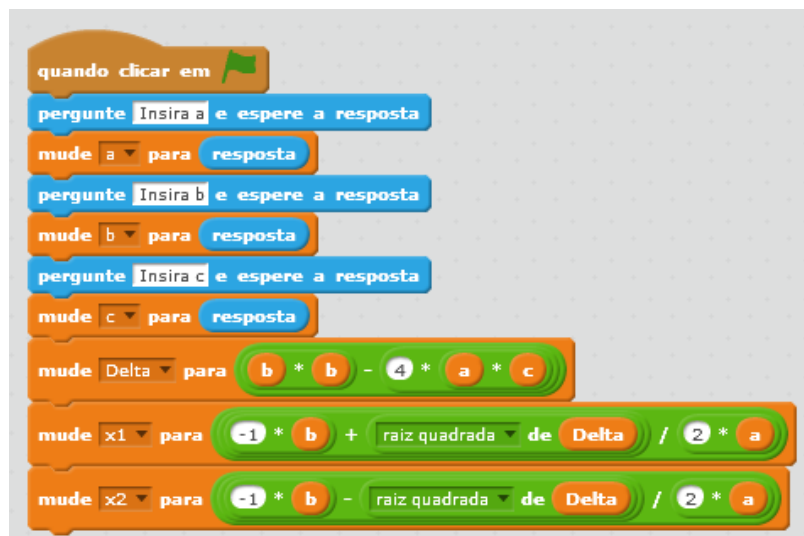 quando clicar em
pergunte Insira a e espere a resposta
mude a para resposta
pergunte Insira b e espere a resposta
mude b para resposta
pergunte Insira c e espere a resposta
mude c para resposta
mude Delta para b * b - 4 * a * c
mude x1 para -1 * b + raiz quadrada de Delta / 2 * a
mude x2 para -1 * b - raiz quadrada de Delta / 2 * a